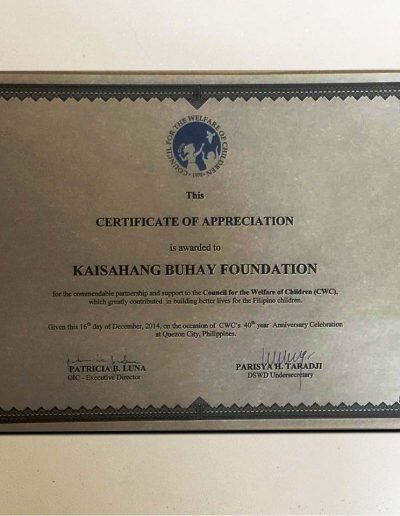 COUNCIL FOR THE WELFARE OF CHILDREN
This
CERTIFICATE OF APPRECIATION
is awarded to
KAISAHANG BUHAY FOUNDATION
for the commendable partnership and support to the Council for the Welfare of Children (CWC),
which greatly contributed in building better lives for the Filipino children.
Given this 16th day of December, 2014, on the occasion of CWC's 40th year Anniversary Celebration
at Quezon City, Philippines.
PATRICIA B. LUNA
OIC - Executive Director
PARISYA H. TARADJI
DSWD Undersecretary